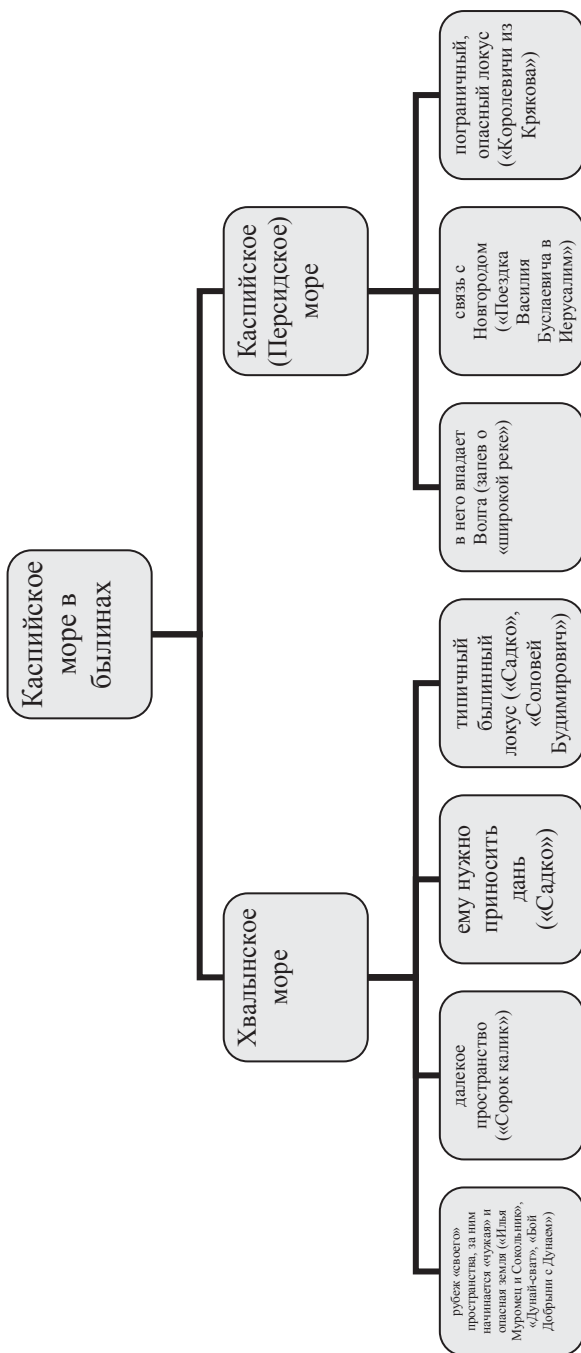 Каспийское
море в
былинах
Хвалынское
море
Каспийское
(Персидское)
море
рубеж «своего»
пространства, за ним
начинается «чужая» и
опасная земля («Илья
Муромец и Сокольник»,
«Дунай-сват», «Бой
Добрыни с Дунаем»)
далекое
пространство
(«Сорок калик»)
ему нужно
приносить
дань
(«Садко»)
типичный
былинный
локус («Садко»,
«Соловей
Будимирович»)
в него впадает
Волга (запев о
«широкой реке»)
связь с
Новгородом
(«Поездка
Василия
Буслаевича в
Иерусалим»)
пограничный,
опасный локус
(«Королевичи из
Крякова»)